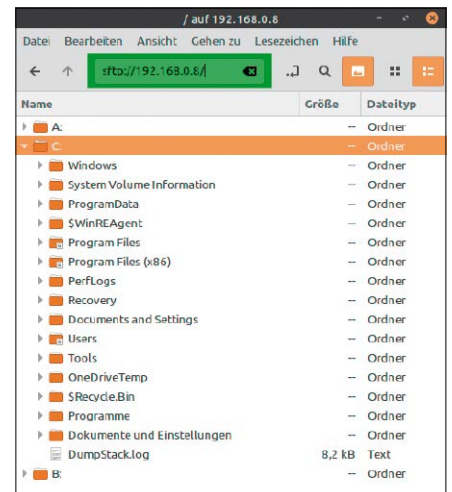 / auf 192.168.0.8
Datei Bearbeiten Ansicht Gehen zu Lesezeichen Hilfe
sftp://192.168.0.8/
Name Größe Dateityp
A: -- Ordner
C: -- Ordner
Windows -- Ordner
System Volume Information -- Ordner
ProgramData -- Ordner
$WinREAgent -- Ordner
Program Files -- Ordner
Program Files (x86) -- Ordner
PerfLogs -- Ordner
Recovery -- Ordner
Documents and Settings -- Ordner
Users -- Ordner
Tools -- Ordner
OneDriveTemp -- Ordner
$Recycle.Bin -- Ordner
Programme -- Ordner
Dokumente und Einstellungen -- Ordner
DumpStack.log 8,2 kB Text
B: -- Ordner